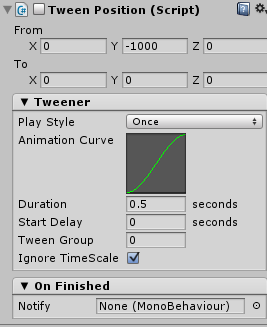 Tween Position (Script)
From
X 0 Y -1000 Z 0
To
X 0 Y 0 Z 0
▼ Tweener
Play Style Once
Animation Curve
Duration 0.5 seconds
Start Delay 0 seconds
Tween Group 0
Ignore TimeScale
▼ On Finished
Notify None (MonoBehaviour)